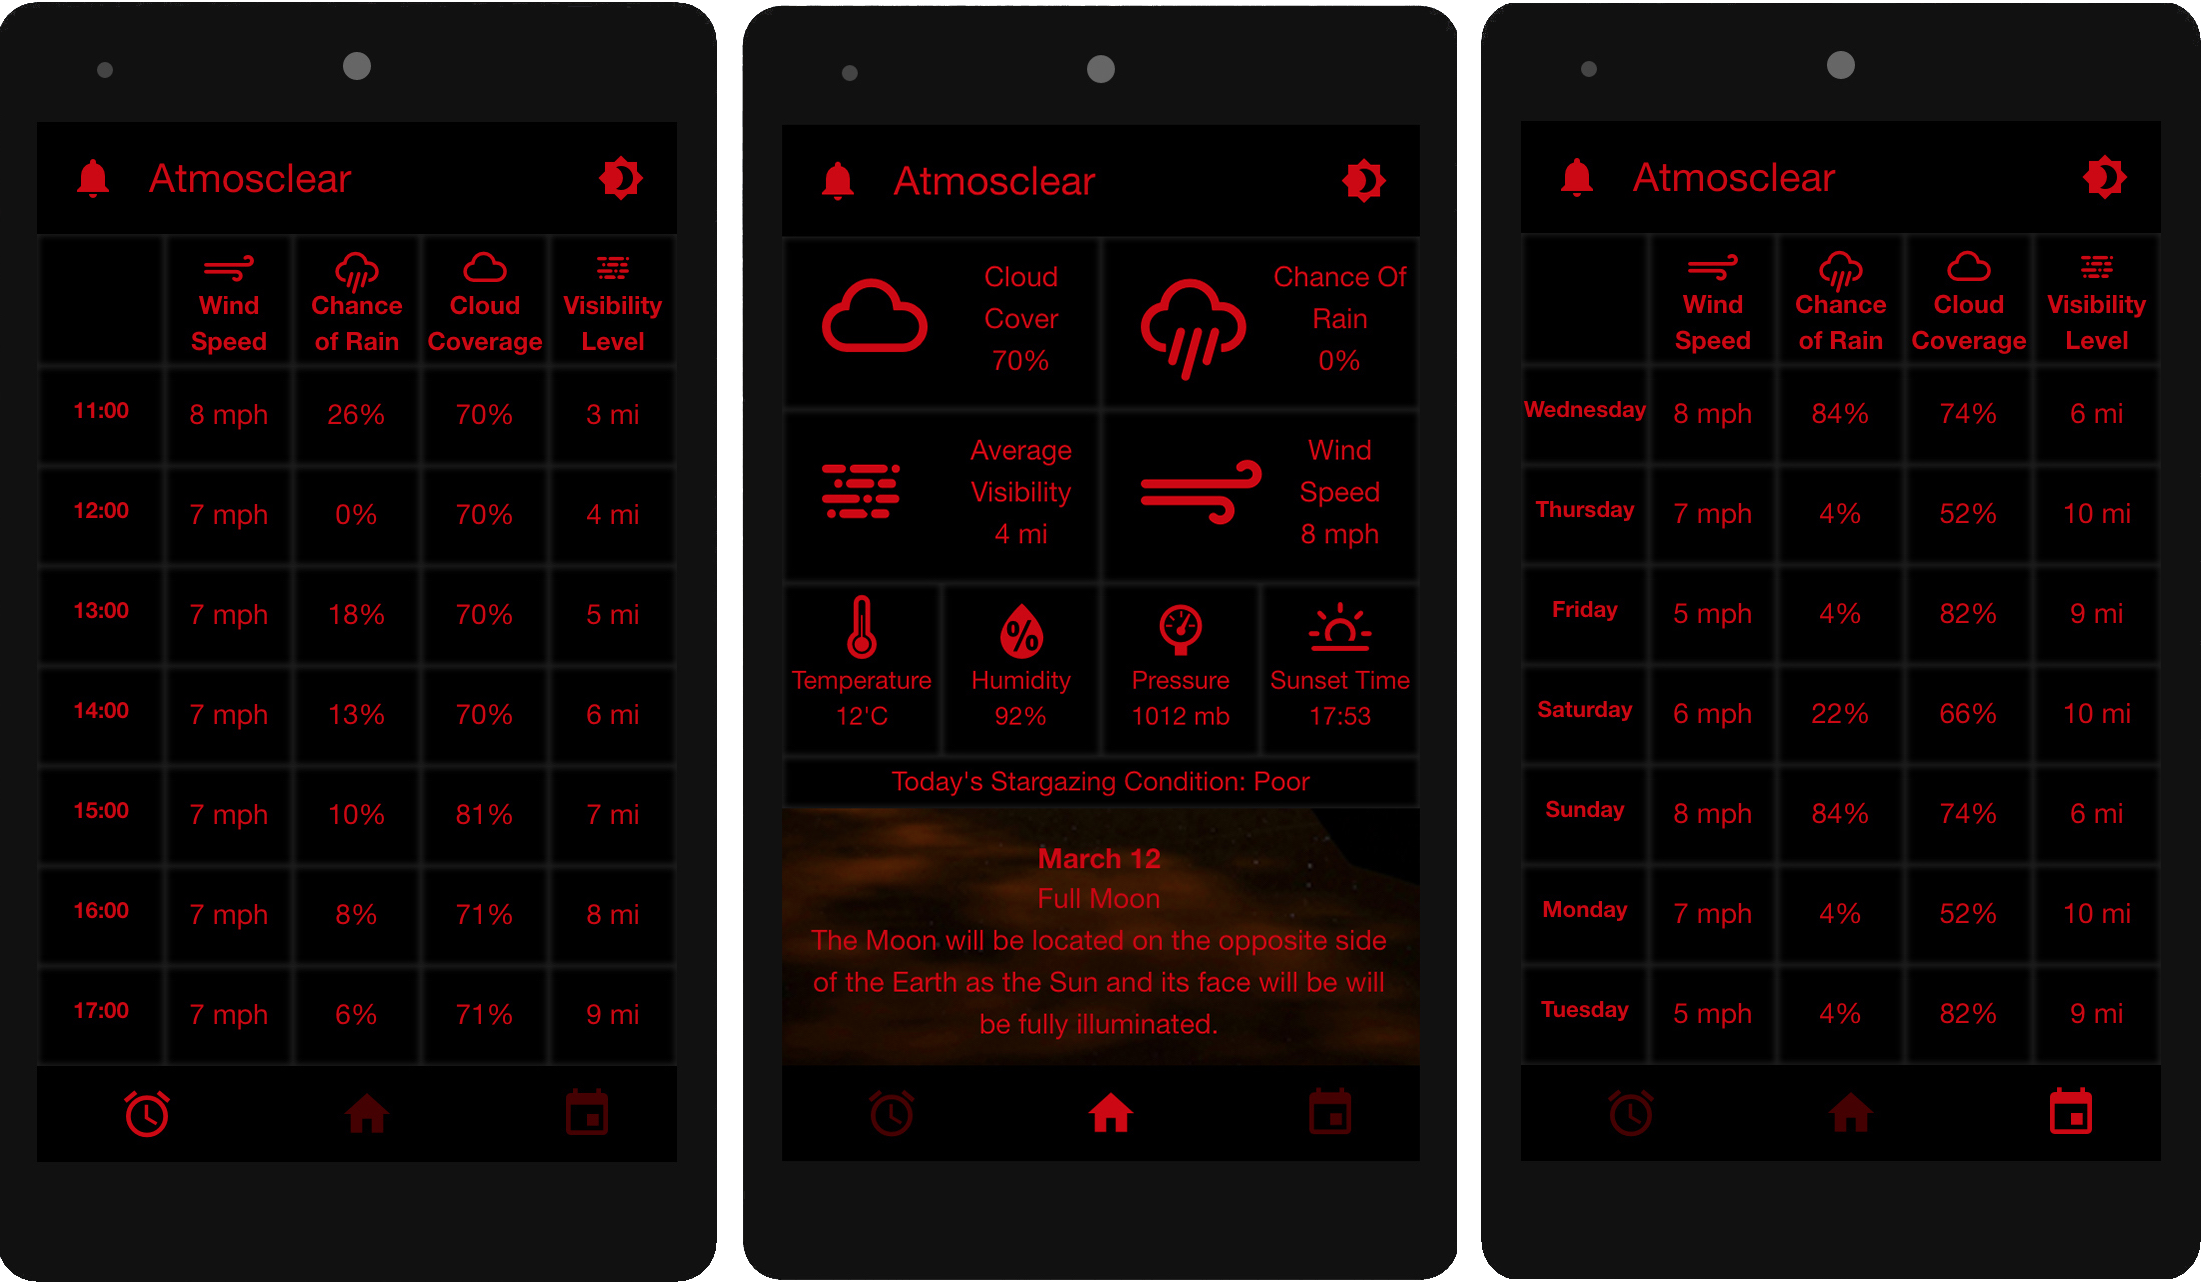 Atmosclear
Wind Speed Chance of Rain Cloud Coverage Visibility Level
11:00 8 mph 26% 70% 3 mi
12:00 7 mph 0% 70% 4 mi
13:00 7 mph 18% 70% 5 mi
14:00 7 mph 13% 70% 6 mi
15:00 7 mph 10% 81% 7 mi
16:00 7 mph 8% 71% 8 mi
17:00 7 mph 6% 71% 9 mi
Atmosclear
Cloud
Cover
70%
Chance Of
Rain
0%
Average
Visibility
4 mi
Wind
Speed
8 mph
Temperature
12'C
%
Humidity
92%
Pressure
1012 mb
Sunset Time
17:53
Today's Stargazing Condition: Poor
March 12
Full Moon
The Moon will be located on the opposite side
of the Earth as the Sun and its face will be will
be fully illuminated.
Atmosclear
Wind Speed Chance of Rain Cloud Coverage Visibility Level
Wednesday 8 mph 84% 74% 6 mi
Thursday 7 mph 4% 52% 10 mi
Friday 5 mph 4% 82% 9 mi
Saturday 6 mph 22% 66% 10 mi
Sunday 8 mph 84% 74% 6 mi
Monday 7 mph 4% 52% 10 mi
Tuesday 5 mph 4% 82% 9 mi